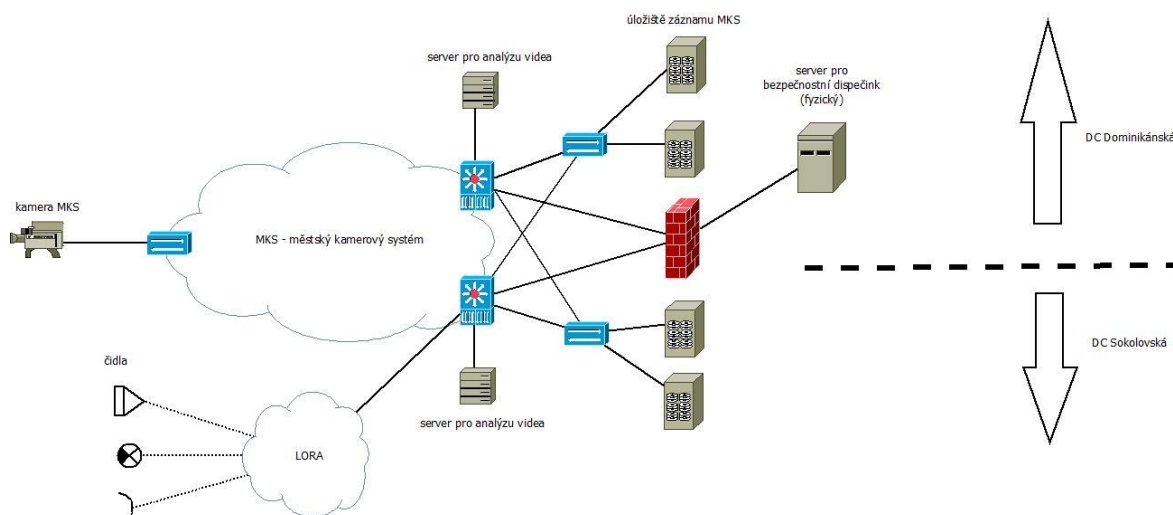 úložiště záznamu MKS
server pro analýzu videa
server pro
bezpečnostní dispečink
(fyzický)
DC Dominikánská
kamera MKS
MKS - městský kamerový systém
DC Sokolovská
čidla
server pro analýzu videa
LORA